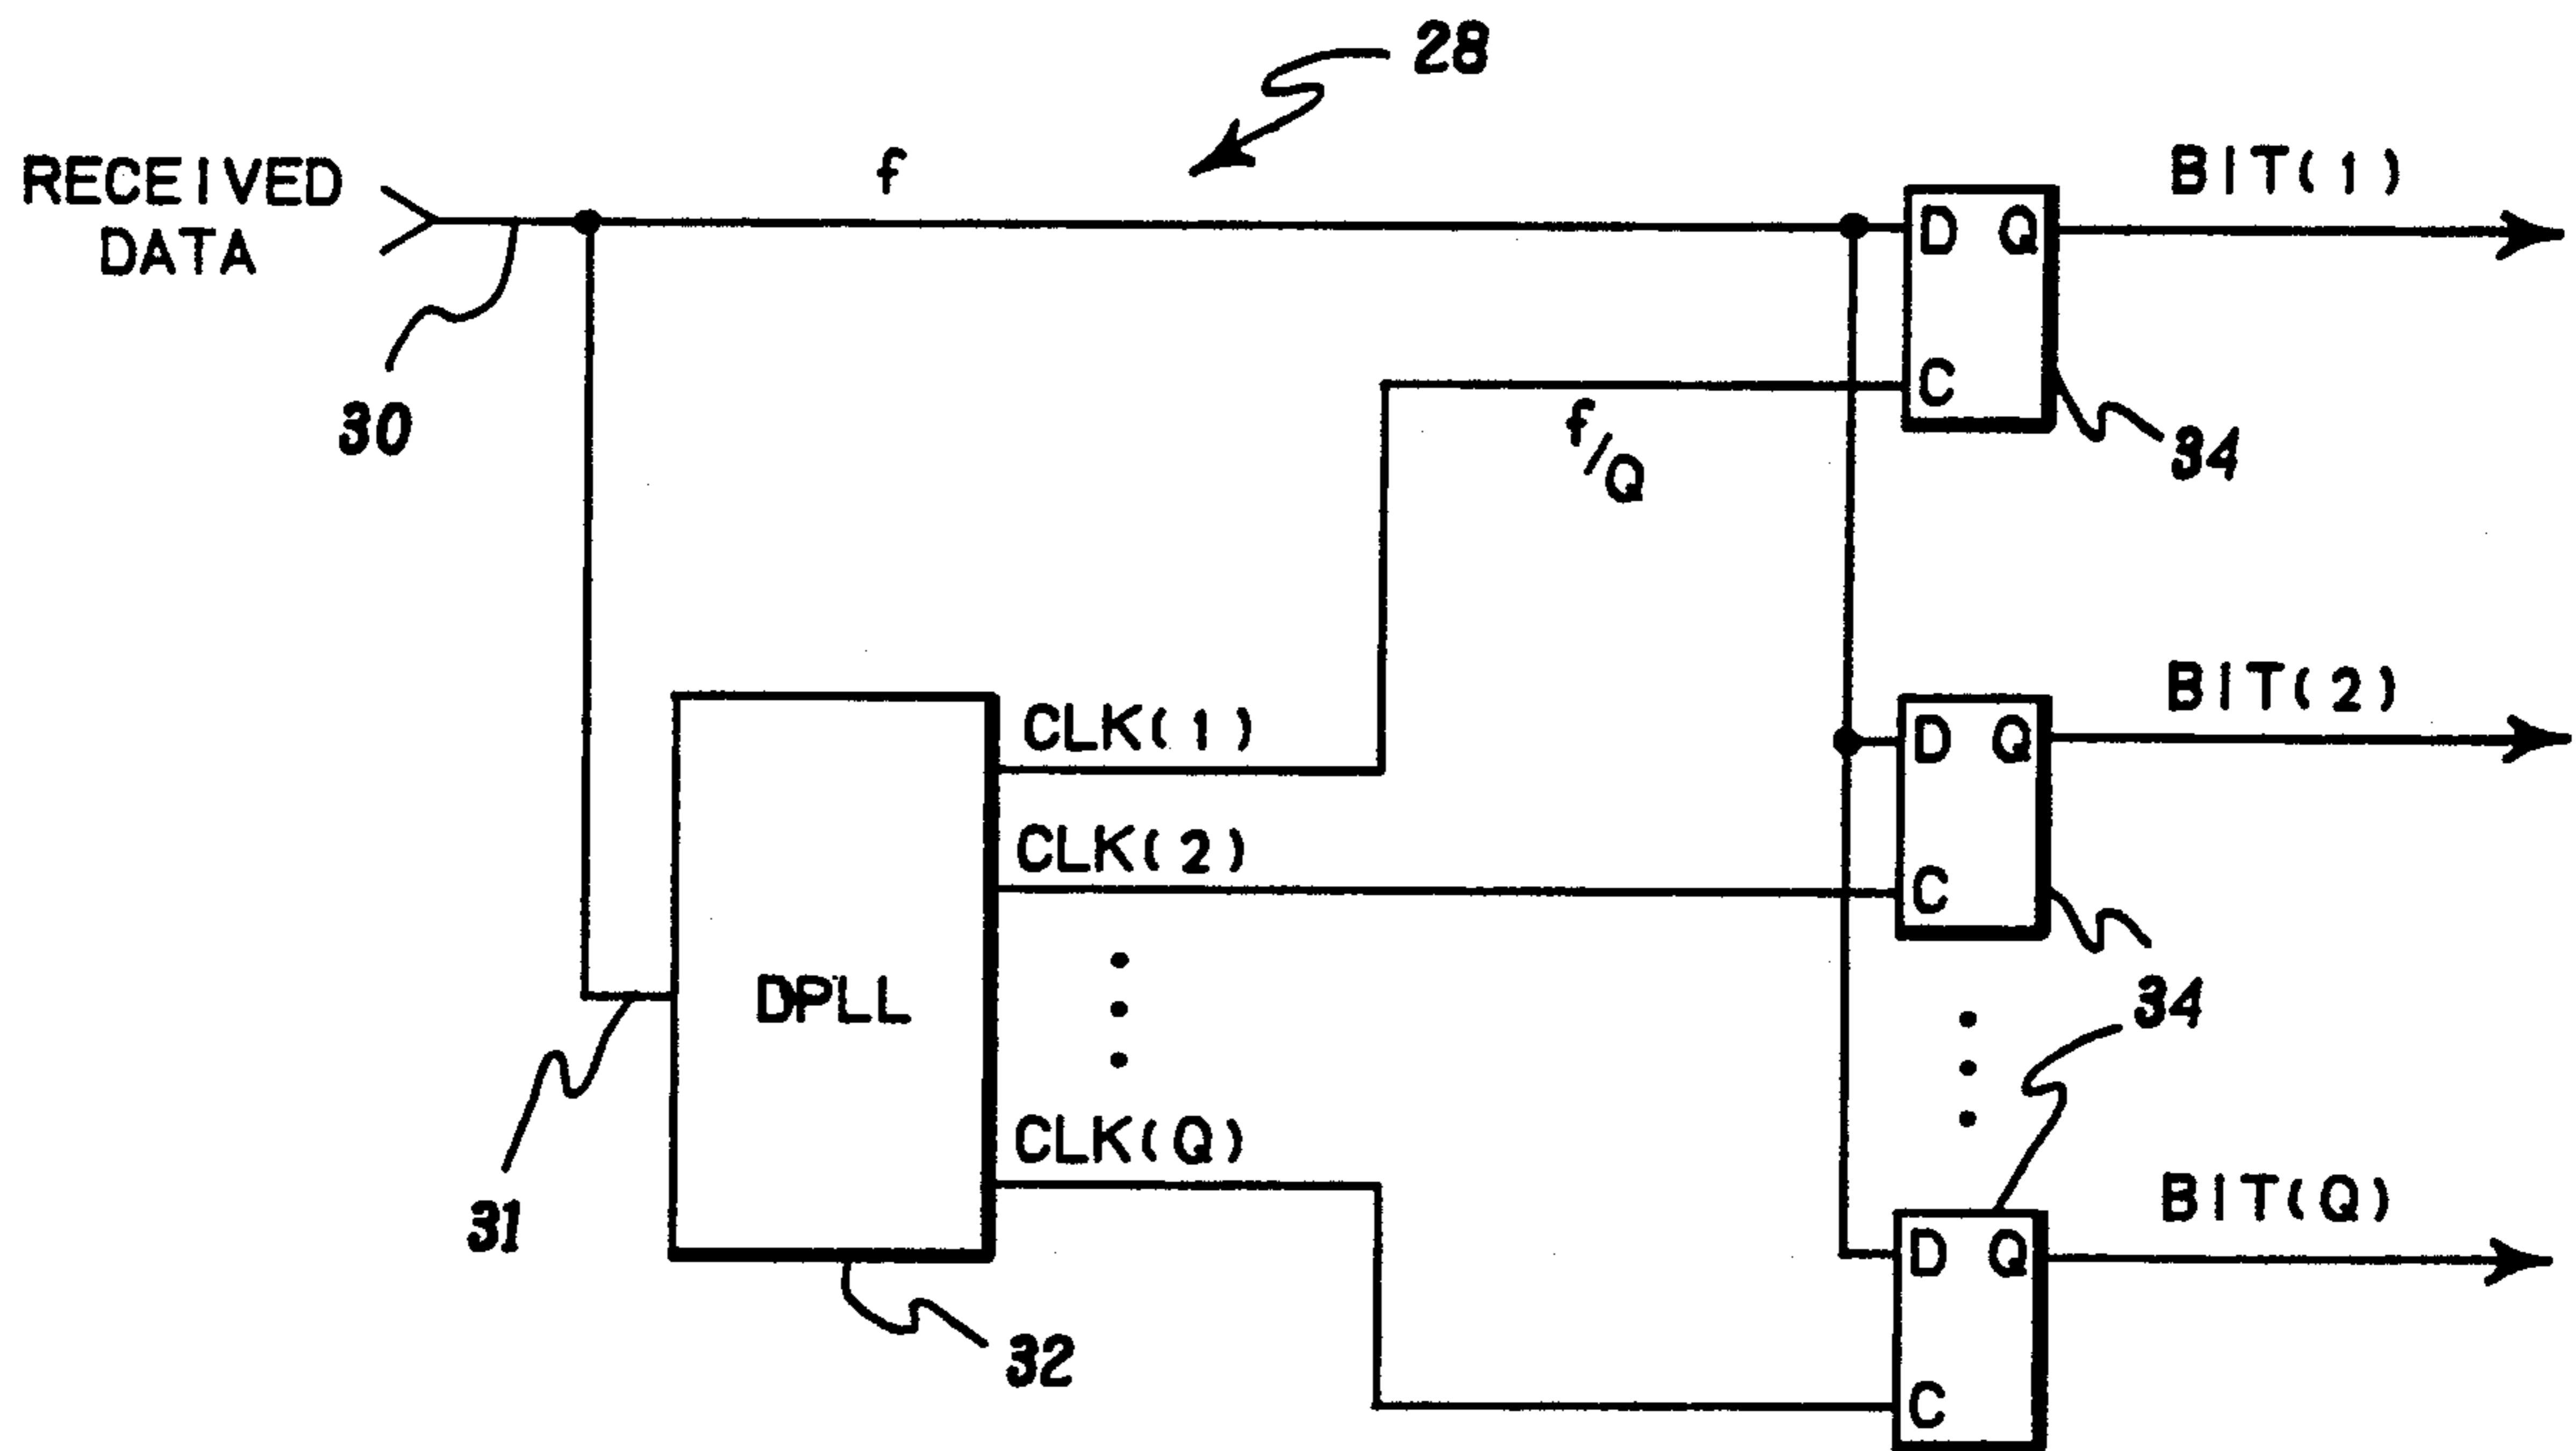 28
RECEIVED
DATA
f
BIT(1)
D Q
C
30
f/Q
34
CLK(1)
BIT(2)
D Q
CLK(2)
C
DPLL
34
CLK(Q)
BIT(Q)
31
D Q
32
C